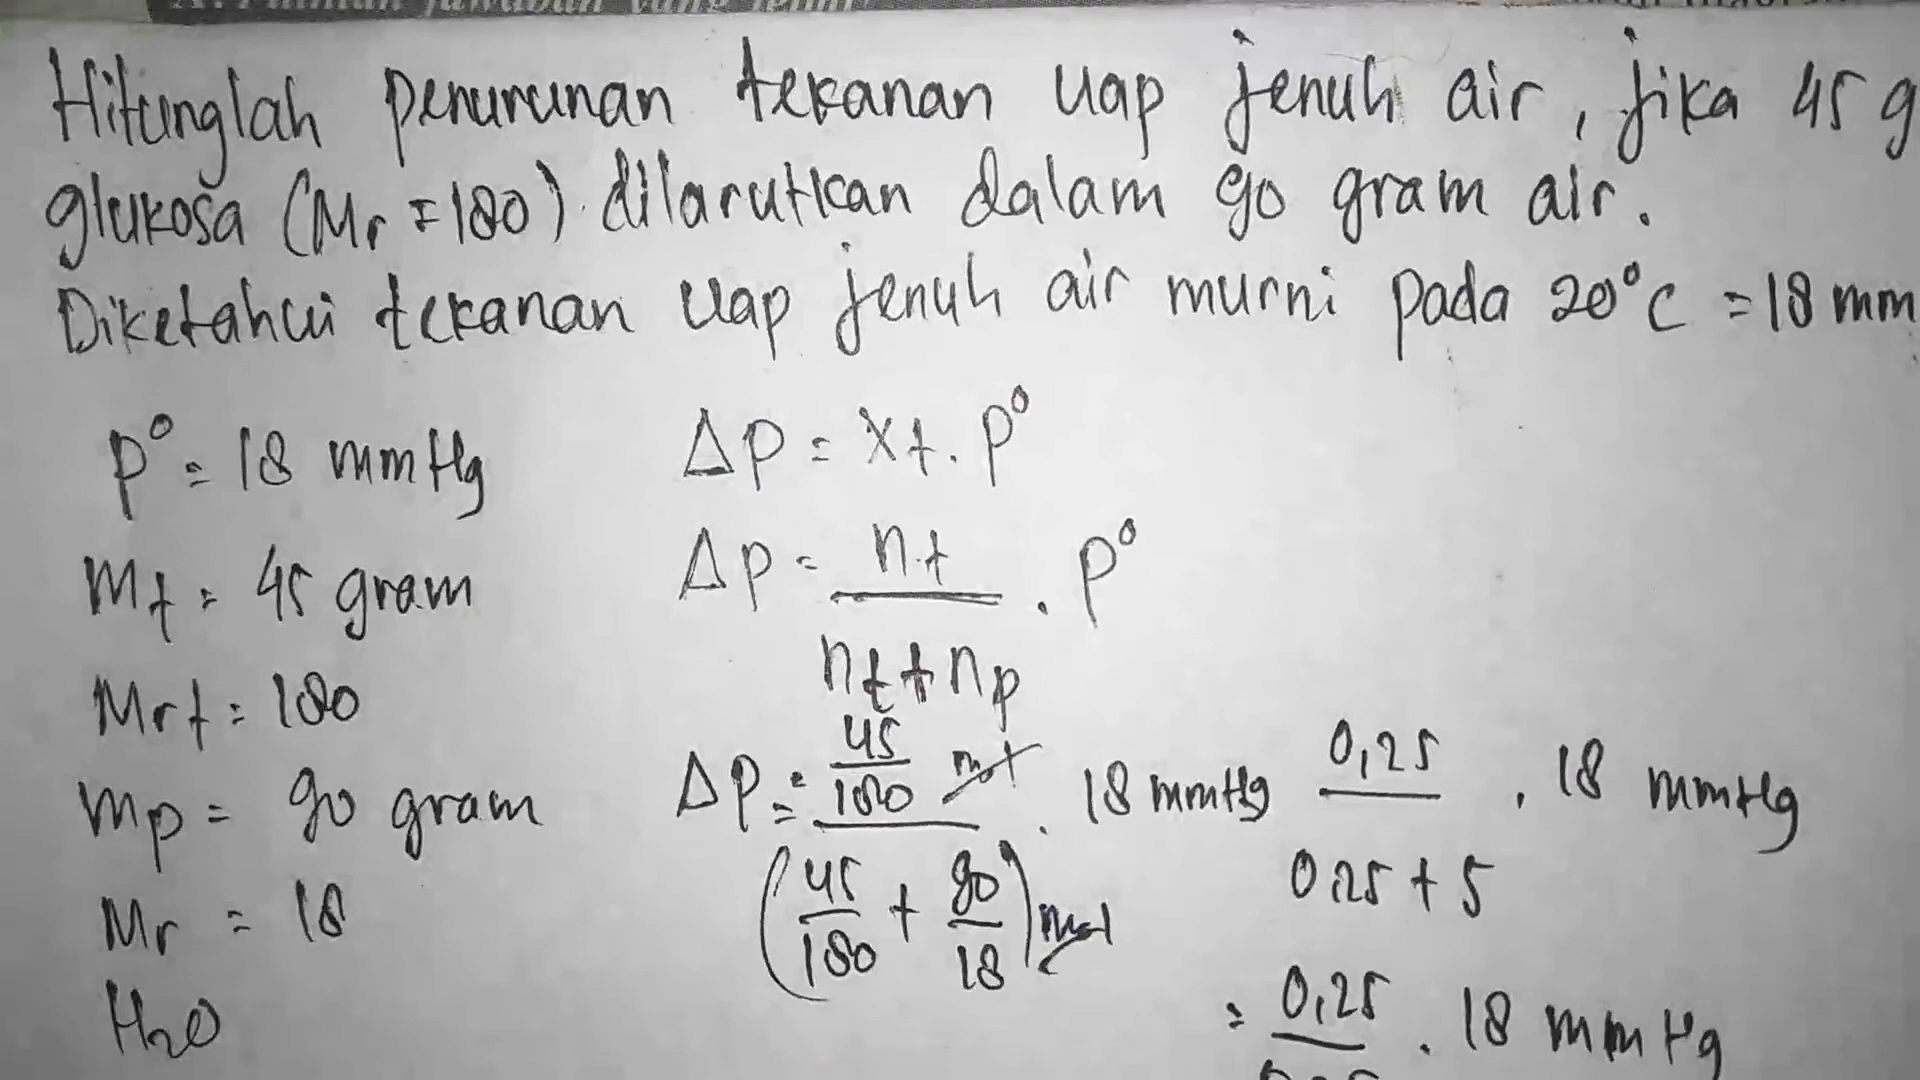 A. Pilihlah jawaban yang
Hitunglah penurunan tekanan uap jenuh air, jika 45 g
glukosa (Mr = 180) dilarutkan dalam 90 gram air.
Diketahui tekanan uap jenuh air murni pada 20°C = 18 mm
P° = 18 mmHg
ΔP = Xt. P°
mt = 45 gram
ΔP = nt / nt + np . P°
Mrt = 180
mp = 90 gram
ΔP = 45/180 mol / (45/180 + 90/18) mol . 18 mmHg 0,25 / 0,25 + 5 . 18 mmHg
Mr = 18
H2O
= 0,25 . 18 mmHg